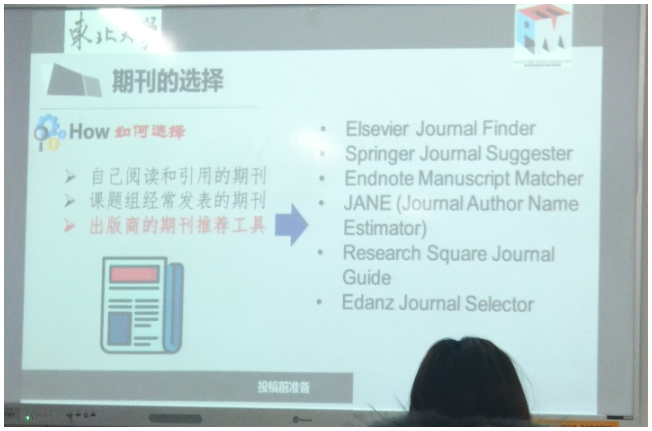 東北大學
期刊的选择
How 如何选择
自己阅读和引用的期刊
课题组经常发表的期刊
出版商的期刊推荐工具
• Elsevier Journal Finder
• Springer Journal Suggester
• Endnote Manuscript Matcher
• JANE (Journal Author Name
Estimator)
• Research Square Journal
Guide
• Edanz Journal Selector
投稿前准备